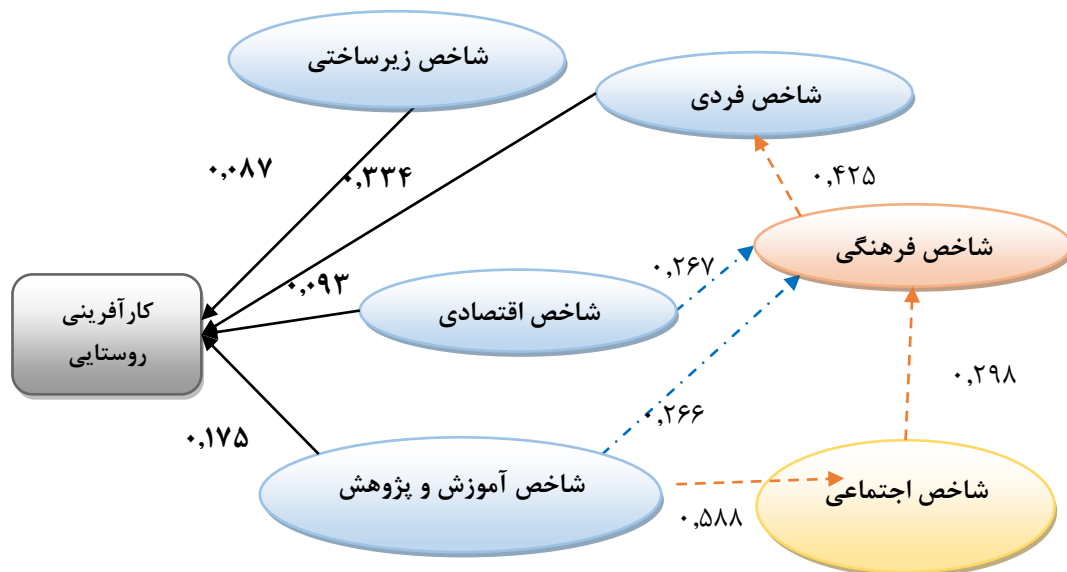 شاخص زیرساختی
شاخص فردی
۰,۰۸۷
۰,۳۳۴
۰,۴۲۵
شاخص فرهنگی
۰,۲۶۷
۰,۰۹۳
کارآفرینی
روستایی
شاخص اقتصادی
۰,۲۹۸
۰,۲۶۶
۰,۱۷۵
شاخص آموزش و پژوهش
شاخص اجتماعی
۰,۵۸۸